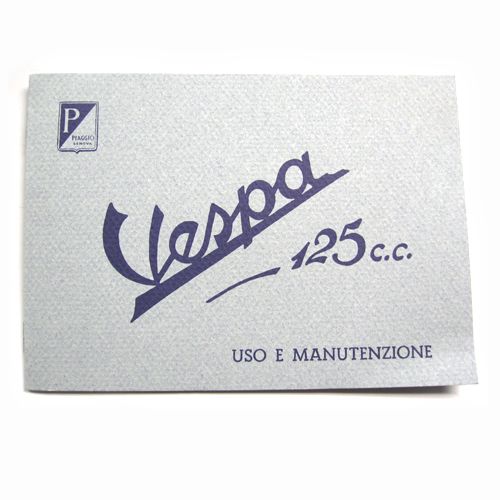 P
PIAGGIO
GENOVA
Vespa
125 c.c.
USO E MANUTENZIONE